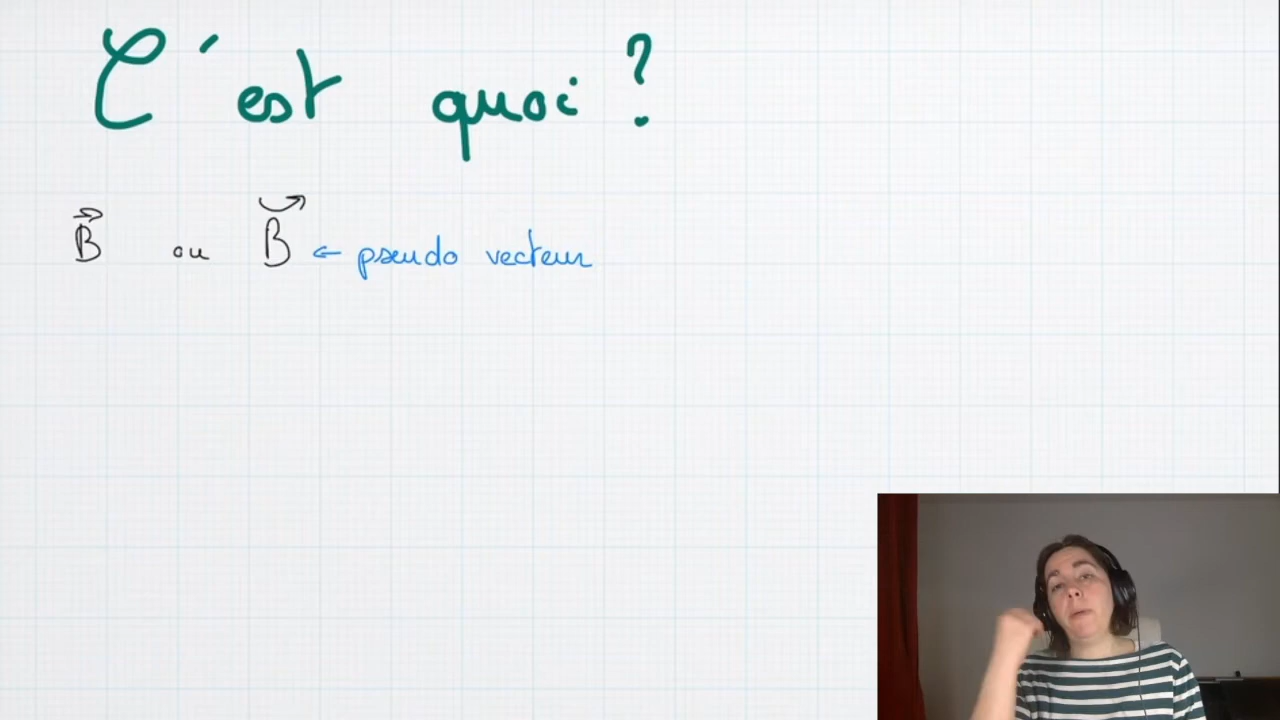 C'est quoi ?
B⃗ ou B⃗ ← pseudo vecteur